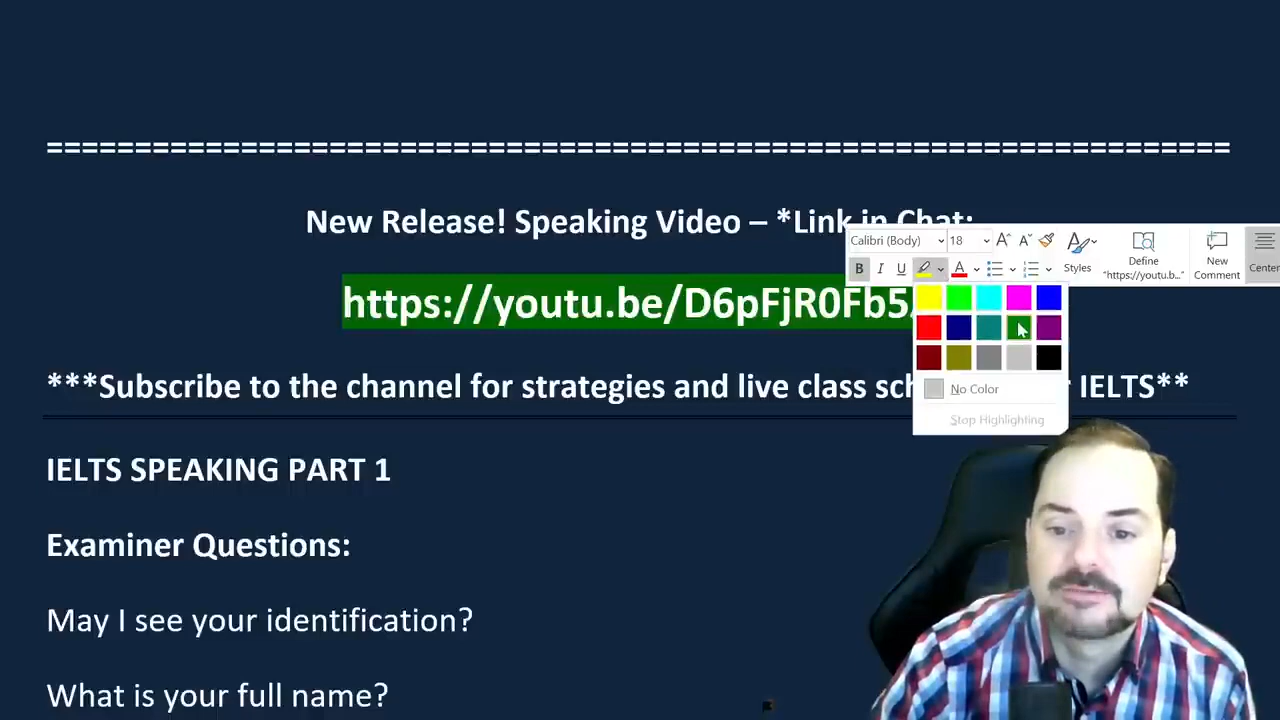 ============================================================================
New Release! Speaking Video – *Link in Chat:
Calibri (Body) 18
B I U A
Styles
Define
"https://youtu.b..."
New
Comment
Center
https://youtu.be/D6pFjR0Fb5
No Color
Stop Highlighting
***Subscribe to the channel for strategies and live class IELTS**
IELTS SPEAKING PART 1
Examiner Questions:
May I see your identification?
What is your full name?